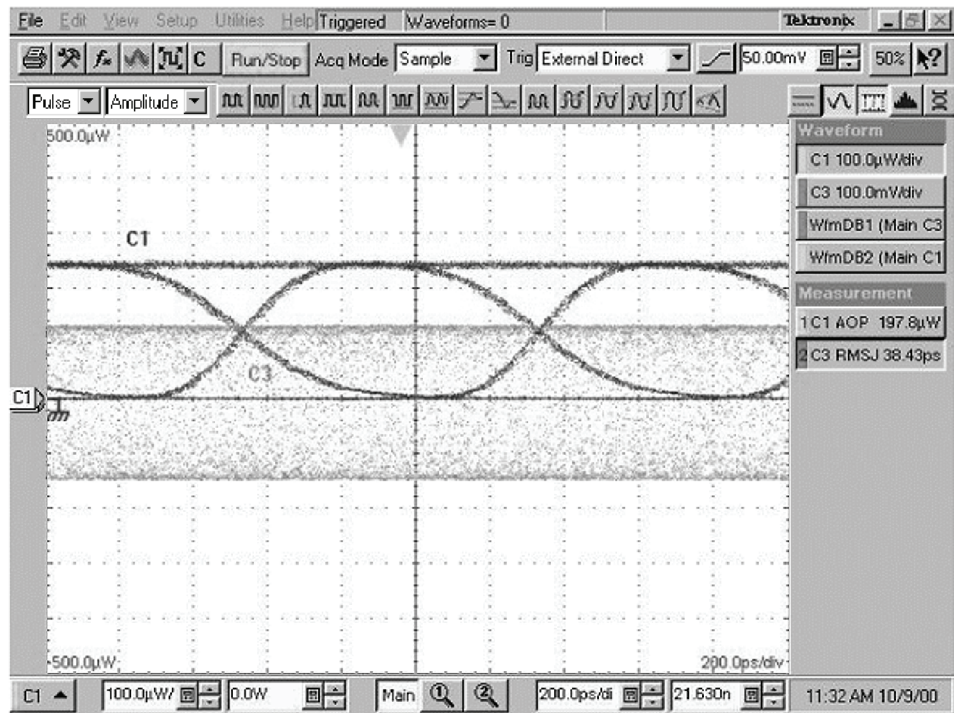 File Edit View Setup Utilities Help Triggered Waveforms= 0 Tektronix
C Run/Stop Acq Mode Sample Trig External Direct 50.00mV 50%
Pulse Amplitude
500.0µW
Waveform
C1 100.0µW/div
C3 100.0mV/div
WfmDB1 (Main C3
WfmDB2 (Main C1
Measurement
1 C1 AOP 197.8µW
2 C3 RMSJ 38.43ps
C1
C3
C1
-500.0µW 200.0ps/div
C1 100.0µW/ 0.0W Main 1 2 200.0ps/di 21.630n 11:32 AM 10/9/00